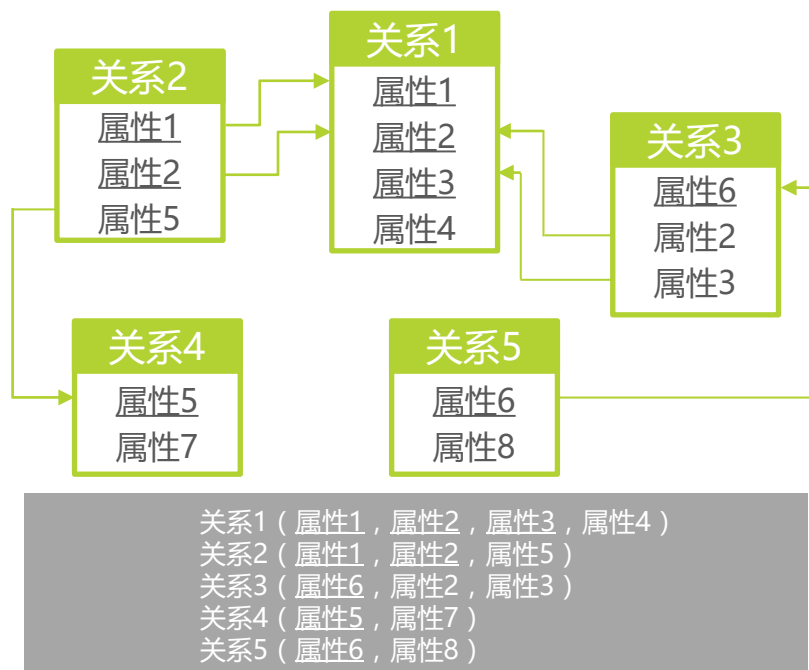 关系2
属性1
属性2
属性5
关系1
属性1
属性2
属性3
属性4
关系3
属性6
属性2
属性3
关系4
属性5
属性7
关系5
属性6
属性8
关系1（属性1，属性2，属性3，属性4）
关系2（属性1，属性2，属性5）
关系3（属性6，属性2，属性3）
关系4（属性5，属性7）
关系5（属性6，属性8）